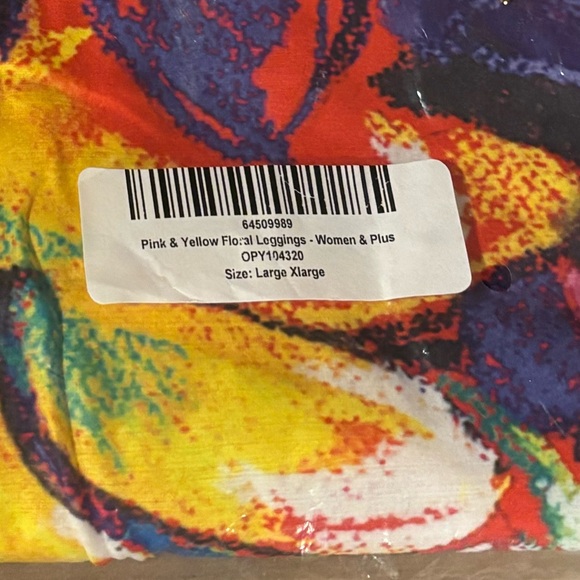 64509989
Pink & Yellow Floral Leggings - Women & Plus
OPY104320
Size: Large Xlarge